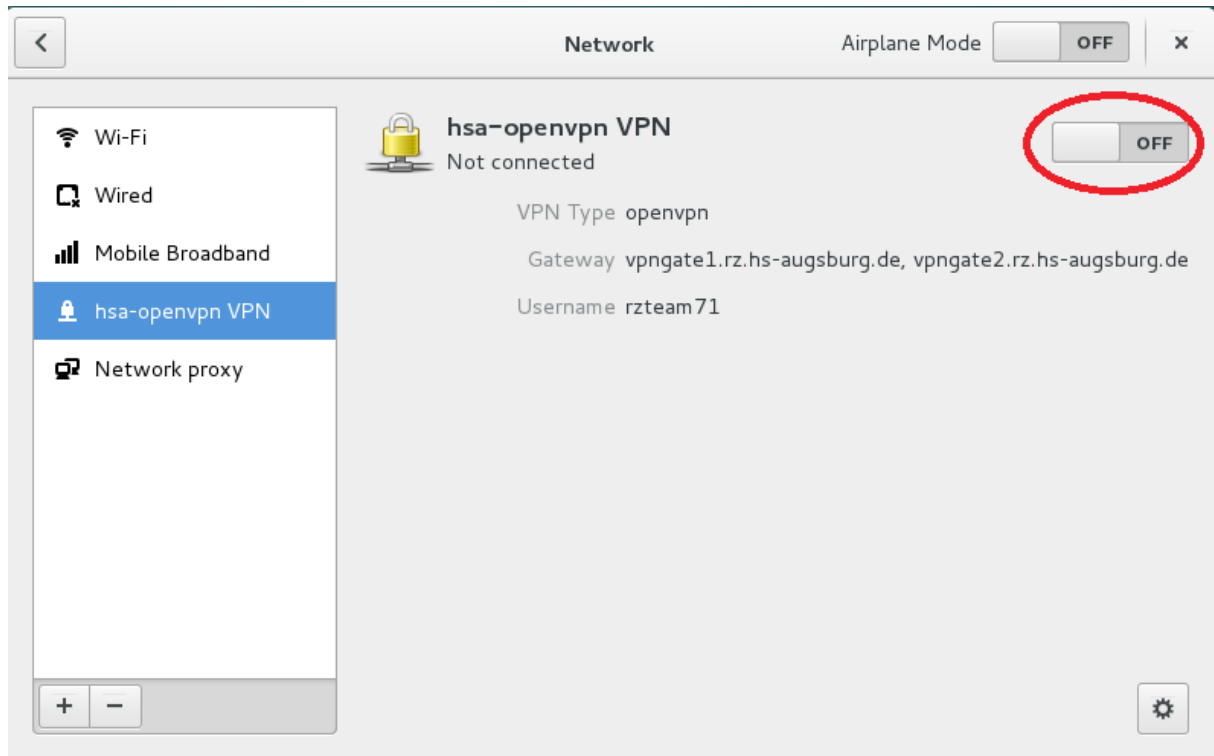 Network
Airplane Mode OFF
Wi-Fi
Wired
Mobile Broadband
hsa-openvpn VPN
Network proxy
hsa-openvpn VPN
OFF
Not connected
VPN Type openvpn
Gateway vpngate1.rz.hs-augsburg.de, vpngate2.rz.hs-augsburg.de
Username rzteam71